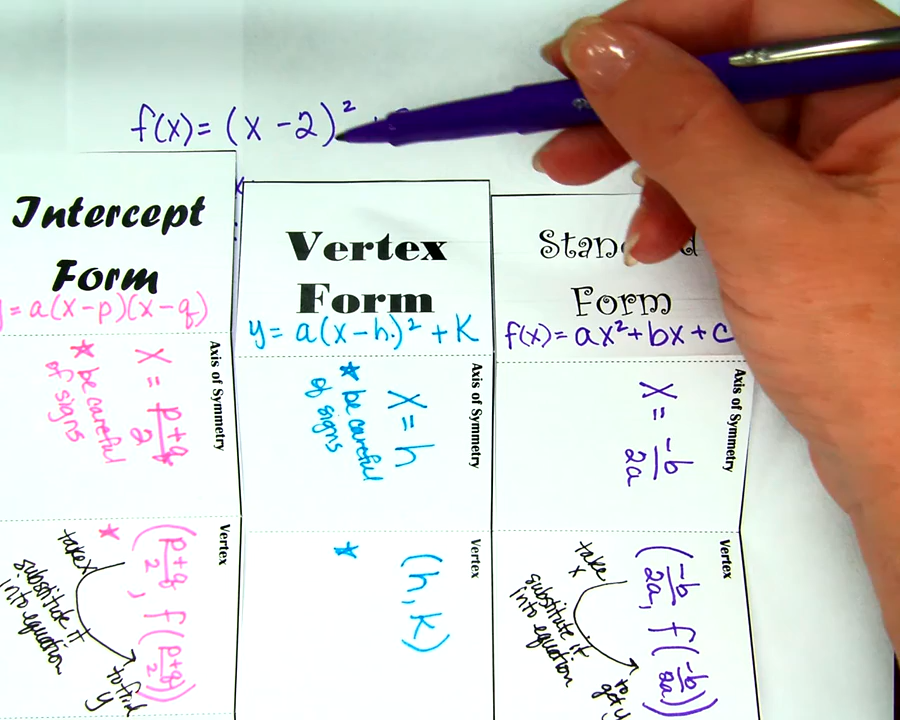 f(x) = (x - 2)²
Intercept
Form
y = a(x-p)(x-q)
Axis of Symmetry
x = p+q/2
* be careful
of signs
Vertex
(p+q/2, f(p+q/2))
*
take x
substitute it
into equation
to find
y
Vertex
Form
y = a(x-h)² + K
Axis of Symmetry
x = h
* be careful
of signs
Vertex
(h, k)
*
Form
f(x) = ax² + bx + c
Axis of Symmetry
x = -b/2a
Vertex
(-b/2a, f(-b/2a))
take
x
substitute it
into equation
to
get y